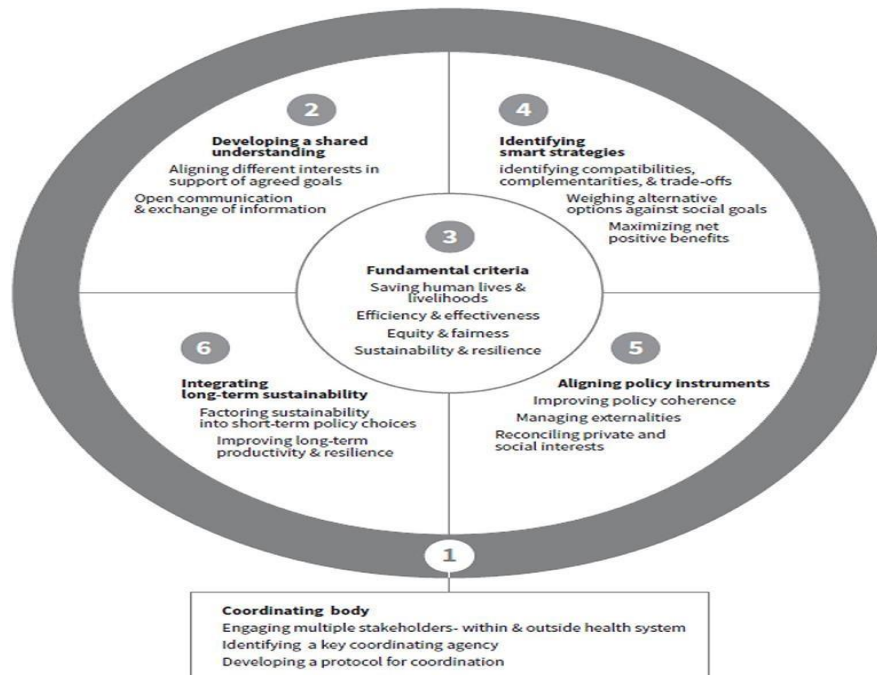 2
Developing a shared
understanding
Aligning different interests in
support of agreed goals
Open communication
& exchange of information
4
Identifying
smart strategies
identifying compatibilities,
complementarities, & trade-offs
Weighing alternative
options against social goals
Maximizing net
positive benefits
3
Fundamental criteria
Saving human lives &
livelihoods
Efficiency & effectiveness
Equity & fairness
Sustainability & resilience
6
Integrating
long-term sustainability
Factoring sustainability
into short-term policy choices
Improving long-term
productivity & resilience
5
Aligning policy instruments
Improving policy coherence
Managing externalities
Reconciling private and
social interests
1
Coordinating body
Engaging multiple stakeholders- within & outside health system
Identifying a key coordinating agency
Developing a protocol for coordination